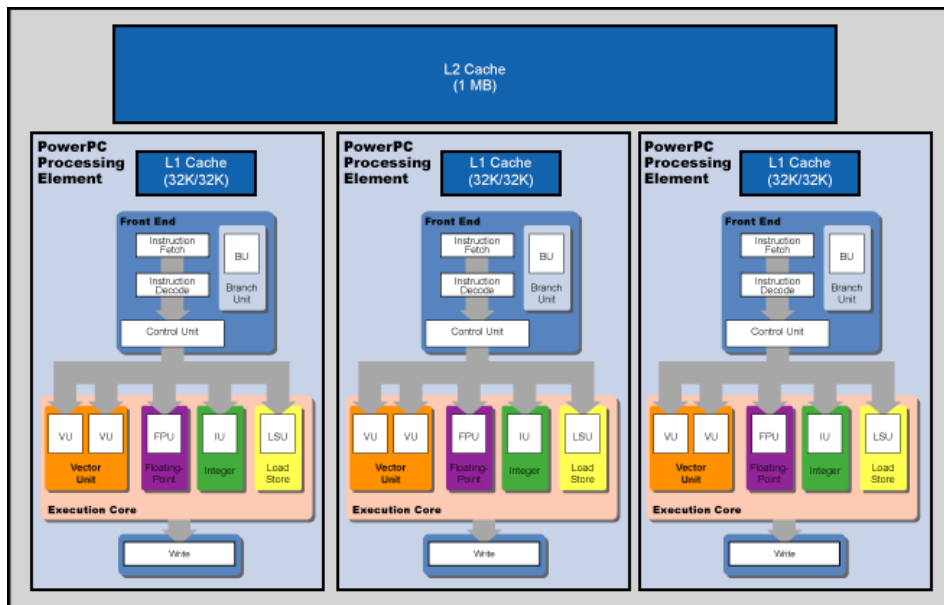 L2 Cache
(1 MB)
PowerPC
Processing
Element
L1 Cache
(32K/32K)
Front End
Instruction
Fetch
Instruction
Decode
BU
Branch
Unit
Control Unit
VU
VU
Vector
Unit
FPU
Floating-
Point
IU
Integer
LSU
Load
Store
Execution Core
Write
PowerPC
Processing
Element
L1 Cache
(32K/32K)
Front End
Instruction
Fetch
Instruction
Decode
BU
Branch
Unit
Control Unit
VU
VU
Vector
Unit
FPU
Floating-
Point
IU
Integer
LSU
Load
Store
Execution Core
Write
PowerPC
Processing
Element
L1 Cache
(32K/32K)
Front End
Instruction
Fetch
Instruction
Decode
BU
Branch
Unit
Control Unit
VU
VU
Vector
Unit
FPU
Floating-
Point
IU
Integer
LSU
Load
Store
Execution Core
Write